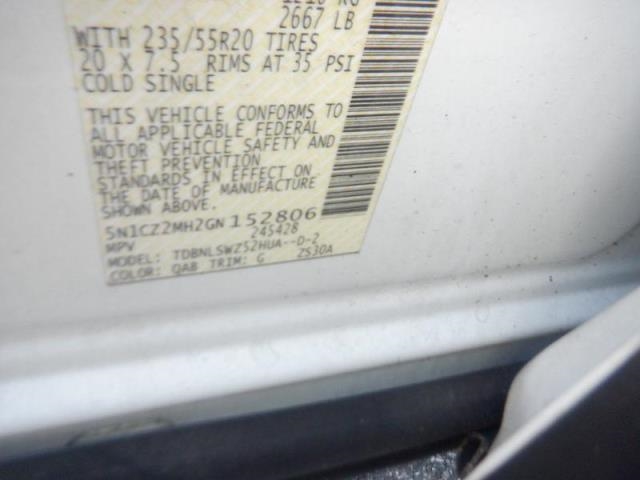 2667 LB
WITH 235/55R20 TIRES
20 X 7.5 RIMS AT 35 PSI
COLD SINGLE
THIS VEHICLE CONFORMS TO
ALL APPLICABLE FEDERAL
MOTOR VEHICLE SAFETY AND
THEFT PREVENTION
STANDARDS IN EFFECT ON
THE DATE OF MANUFACTURE
SHOWN ABOVE.
5N1CZ2MH2GN152806
245428
MPV TDBNLSWZ52HUA--D-2
COLOR: QAB TRIM: G ZS30A